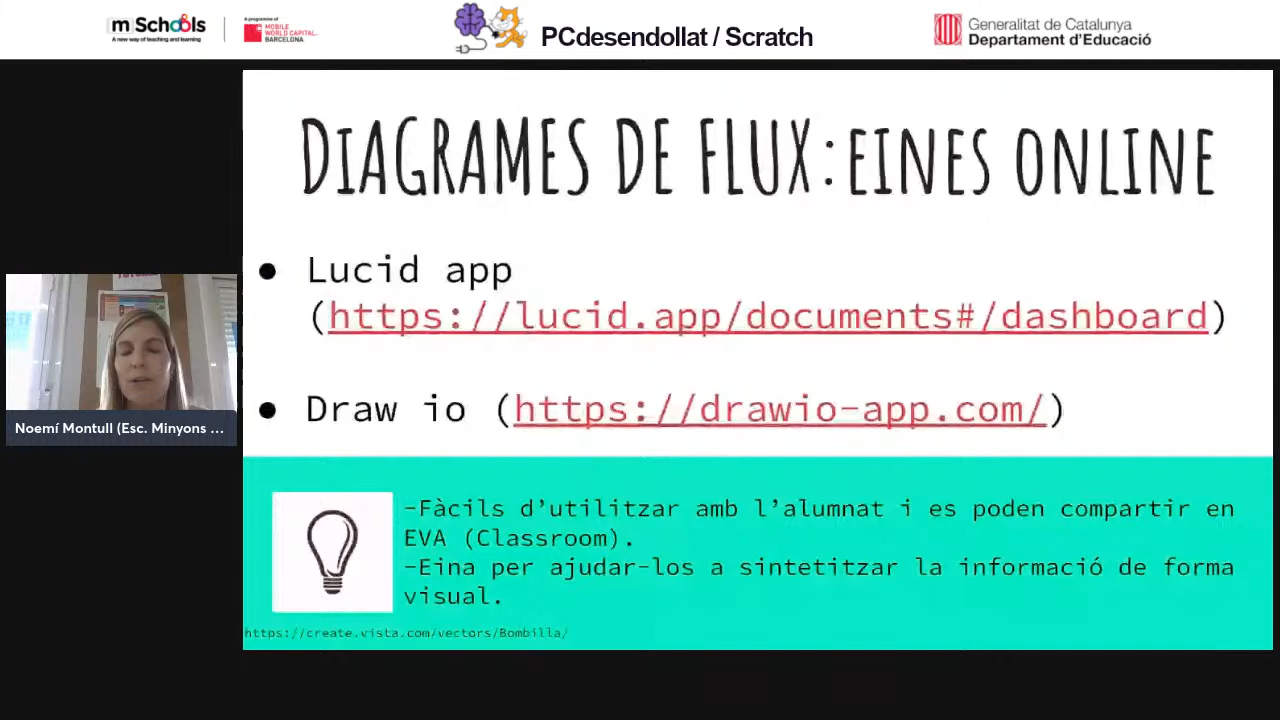 mSchools
A new way of teaching and learning
A programme of
MOBILE
WORLD CAPITAL
BARCELONA
PCdesendollat / Scratch
Generalitat de Catalunya
Departament d'Educació
DiAGRAMES DE FLUX:EINES ONLINE
● Lucid app
(https://lucid.app/documents#/dashboard)
● Draw io (https://drawio-app.com/)
Noemí Montull (Esc. Minyons ...
-Fàcils d’utilitzar amb l’alumnat i es poden compartir en
EVA (Classroom).
-Eina per ajudar-los a sintetitzar la informació de forma
visual.
https://create.vista.com/vectors/Bombilla/